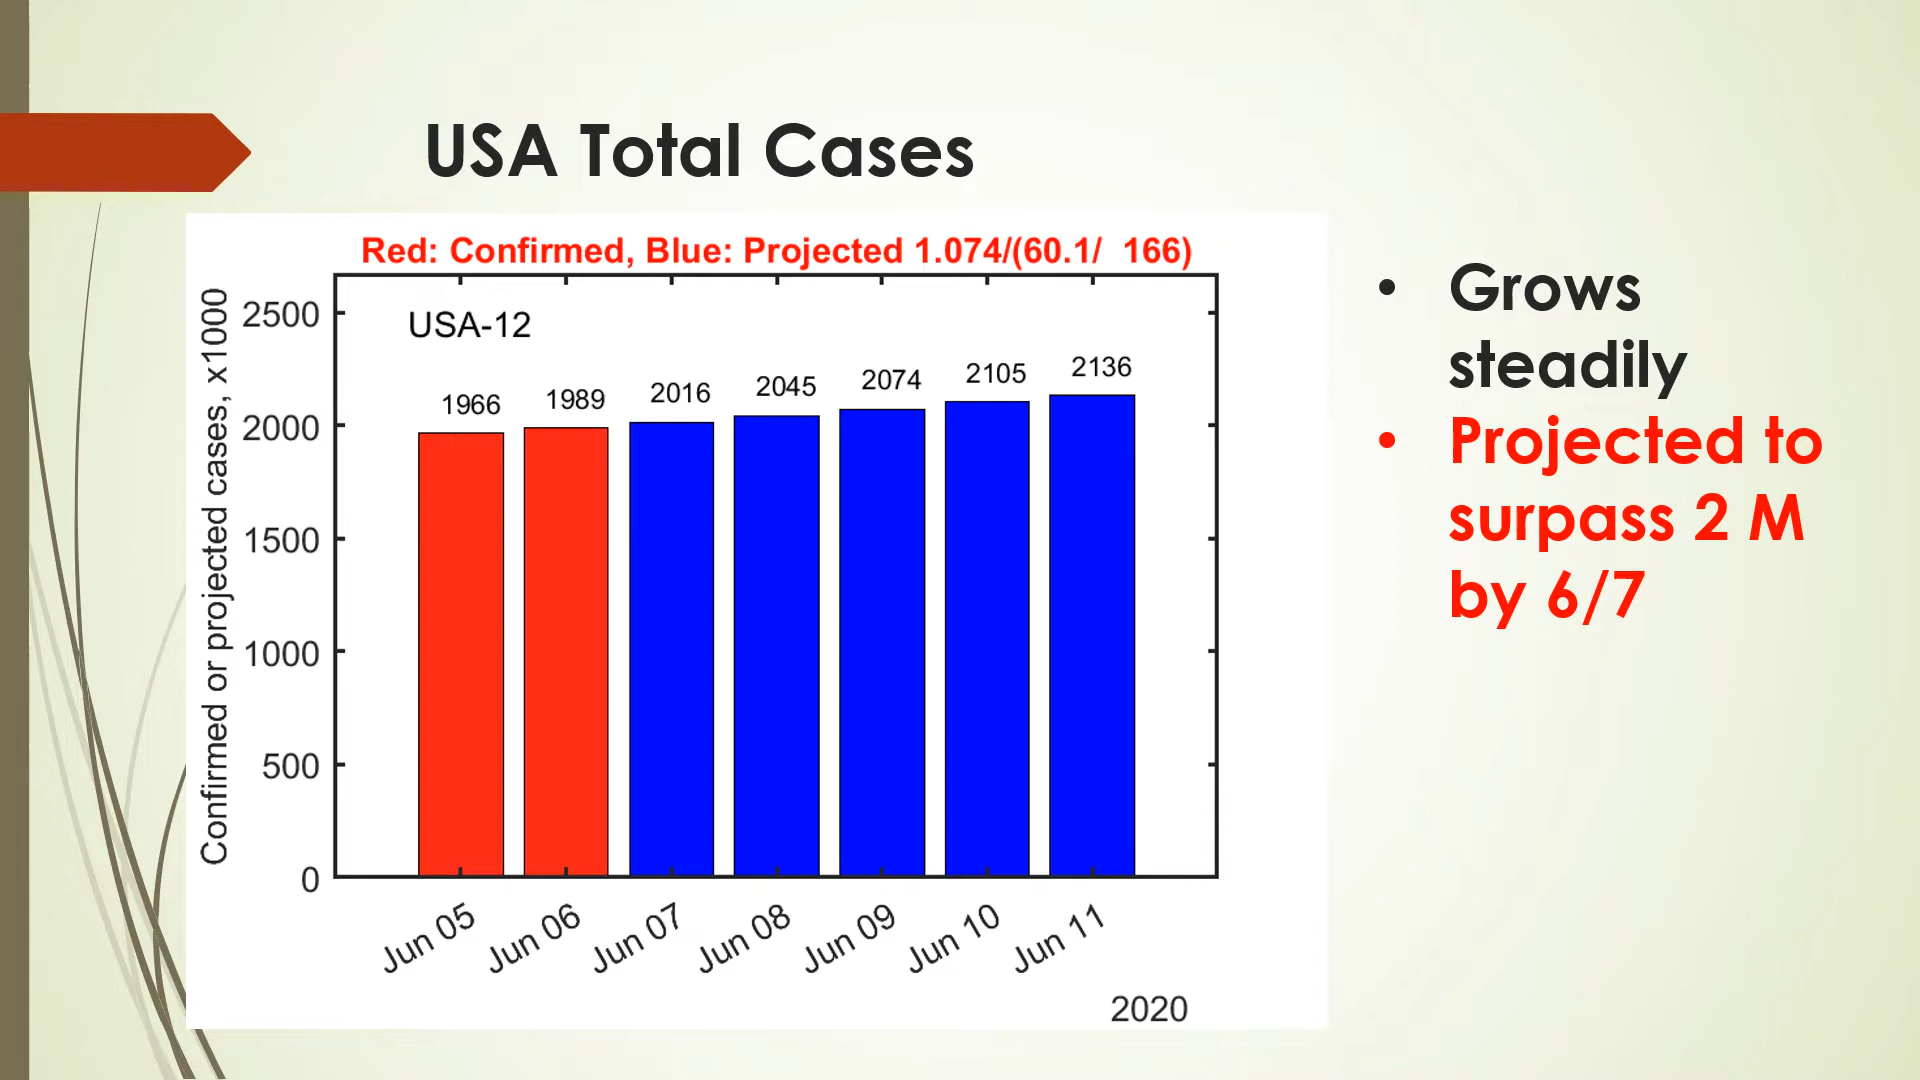 USA Total Cases
Red: Confirmed, Blue: Projected 1.074/(60.1/  166)
Confirmed or projected cases, x1000
2500
2000
1500
1000
500
0
USA-12
1966
1989
2016
2045
2074
2105
2136
Jun 05
Jun 06
Jun 07
Jun 08
Jun 09
Jun 10
Jun 11
2020
• Grows
steadily
• Projected to
surpass 2 M
by 6/7